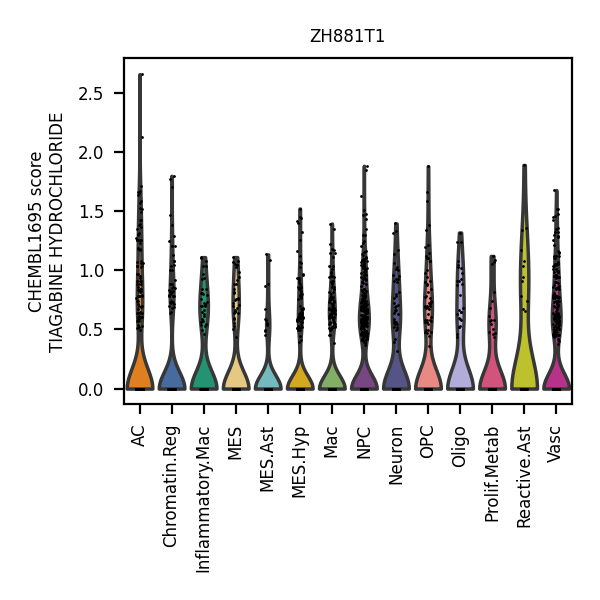 ZH881T1
CHEMBL1695 score
TIAGABINE HYDROCHLORIDE
2.5
2.0
1.5
1.0
0.5
0.0
AC
Chromatin.Reg
Inflammatory.Mac
MES
MES.Ast
MES.Hyp
Mac
NPC
Neuron
OPC
Oligo
Prolif.Metab
Reactive.Ast
Vasc